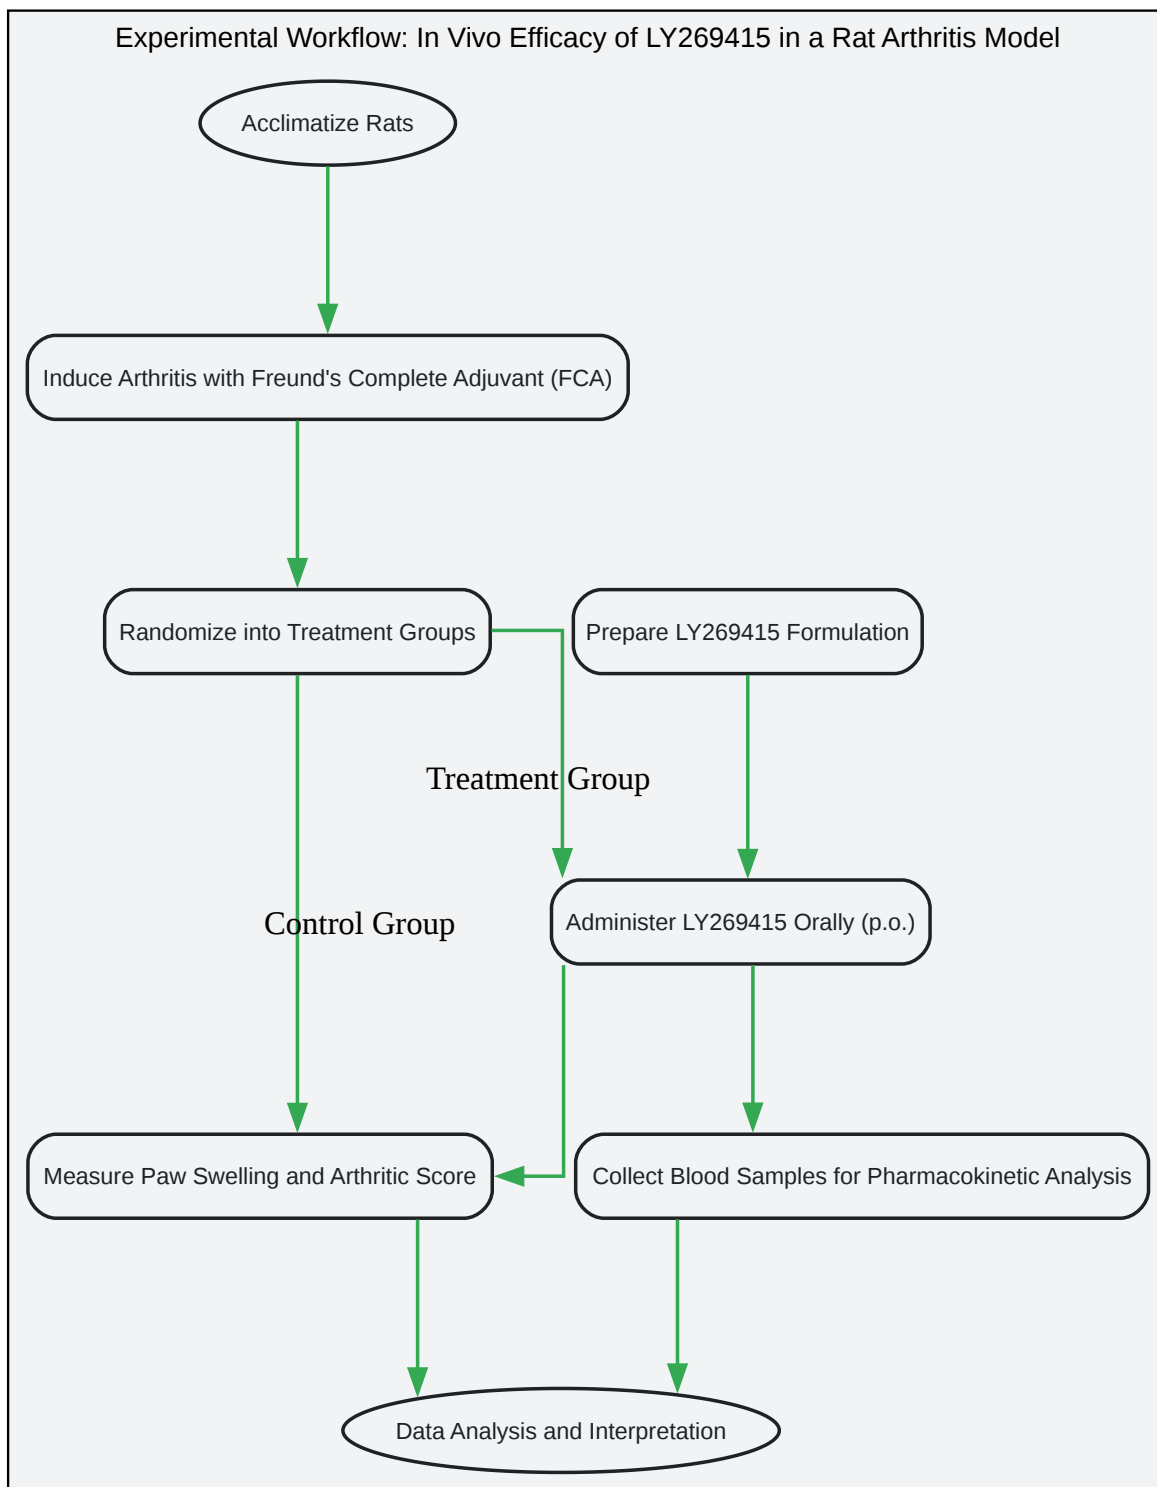 Experimental Workflow: In Vivo Efficacy of LY269415 in a Rat Arthritis Model
Acclimatize Rats
Induce Arthritis with Freund's Complete Adjuvant (FCA)
Randomize into Treatment Groups
Prepare LY269415 Formulation
Treatment Group
Administer LY269415 Orally (p.o.)
Control Group
Measure Paw Swelling and Arthritic Score
Collect Blood Samples for Pharmacokinetic Analysis
Data Analysis and Interpretation